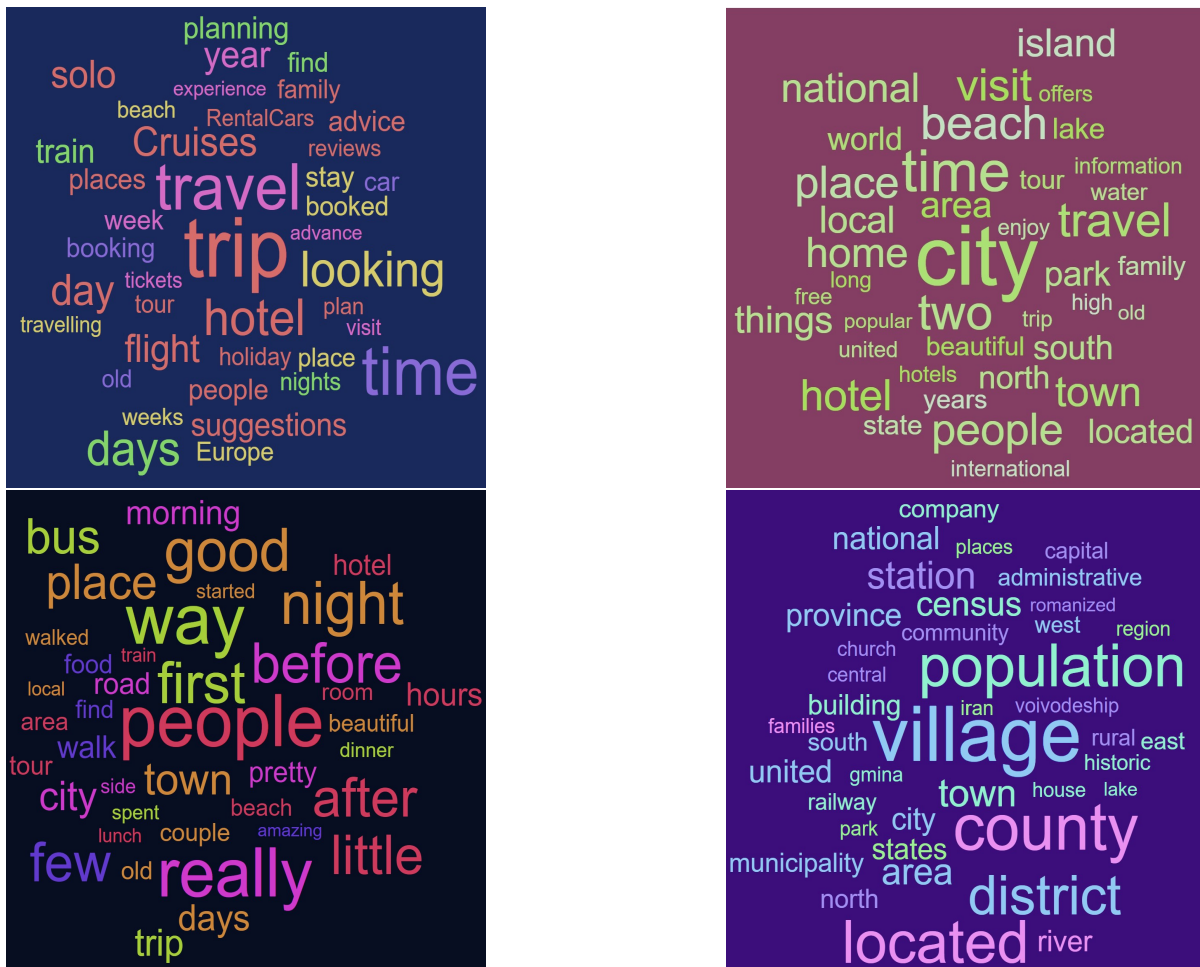 planning
year find
solo
experience family
beach
RentalCars advice
Cruises
train reviews
places travel stay car
booked
week
trip advance
booking looking
day tickets
tour hotel plan
travelling visit
flight holiday place time
old people nights
weeks suggestions
days Europe
island
national visit offers
beach lake
world
time tour information
place water
area
local enjoy travel
home city park family
long
free high old
things popular two trip
united beautiful south
hotels north
hotel years town
state people located
international
morning
bus good
hotel
place started night
way
walked
food train before
local road first room hours
area find people beautiful
walk dinner
tour town pretty
city side after
spent beach
lunch couple amazing
few old really little
days
trip
company
national places capital
station administrative
province census romanized
community west region
church
central population
building iran voivodeship
families village
south rural east
historic
united gmina
town house lake
railway
park city county
states
municipality area
north district
located river